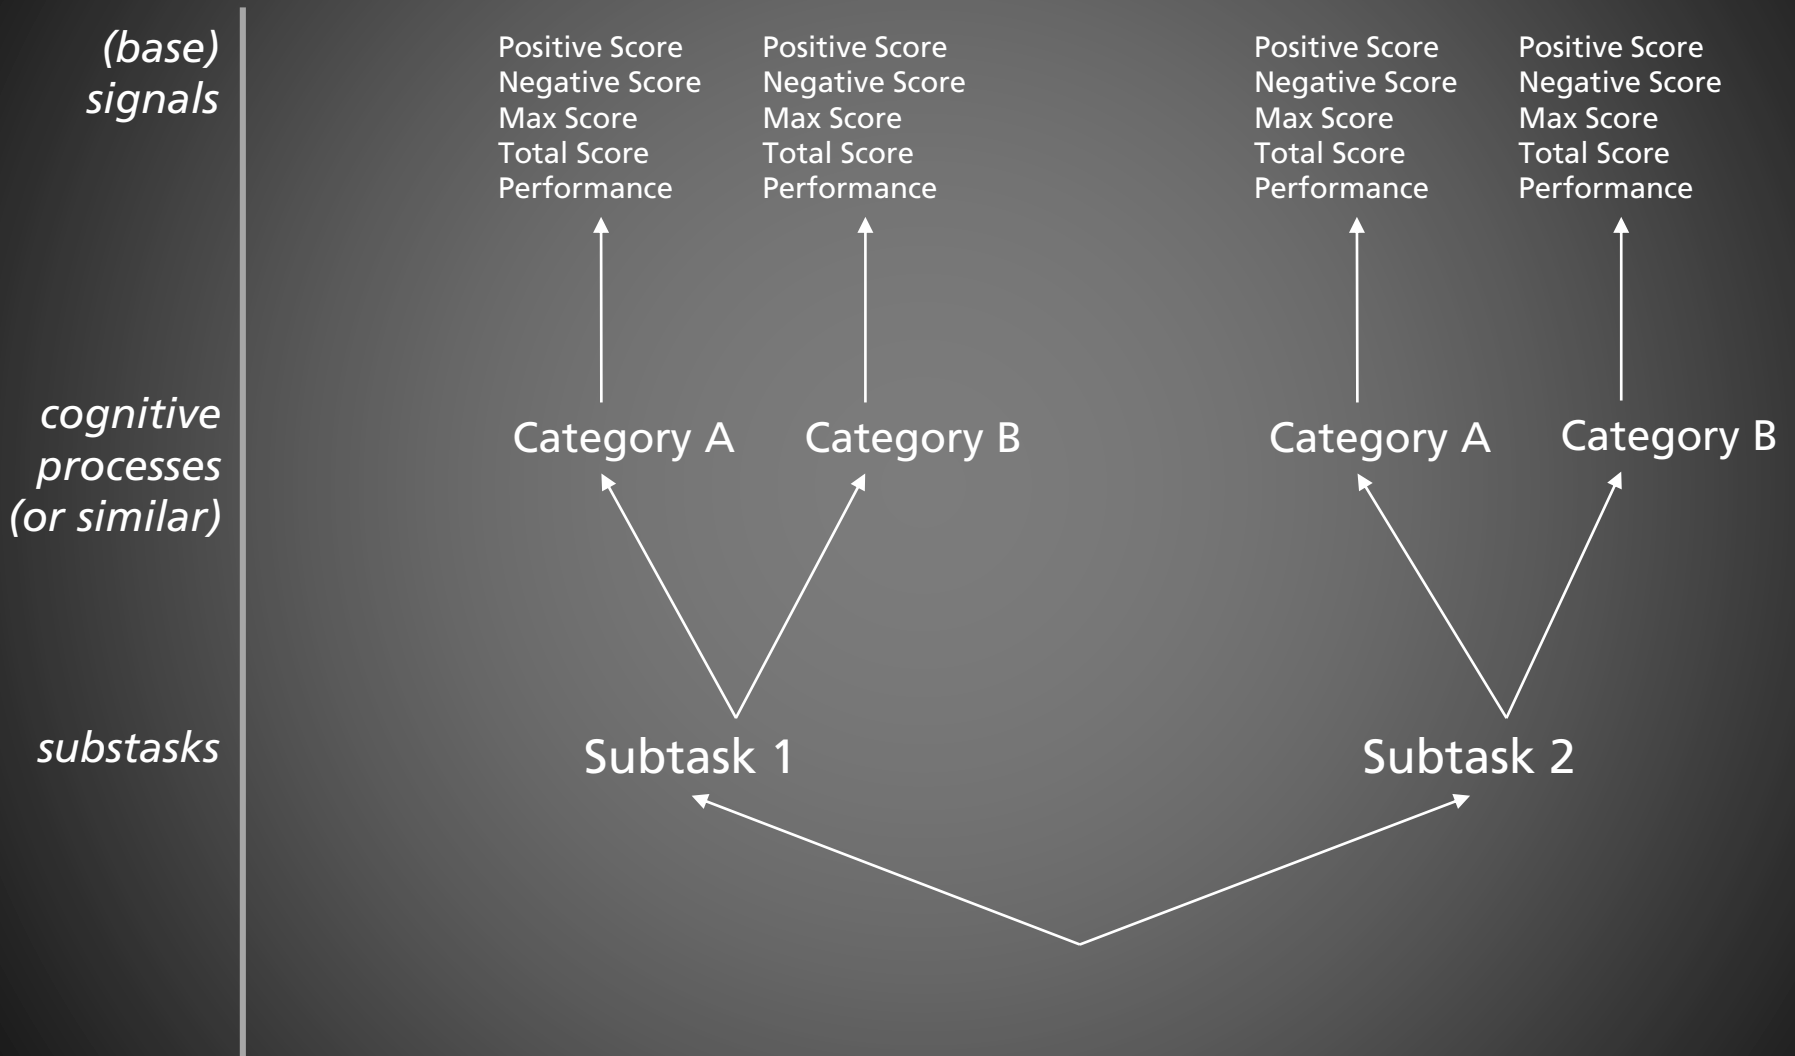 (base)
signals
Positive Score
Negative Score
Max Score
Total Score
Performance
Positive Score
Negative Score
Max Score
Total Score
Performance
Positive Score
Negative Score
Max Score
Total Score
Performance
Positive Score
Negative Score
Max Score
Total Score
Performance
cognitive
processes
(or similar)
Category A
Category B
Category A
Category B
substasks
Subtask 1
Subtask 2